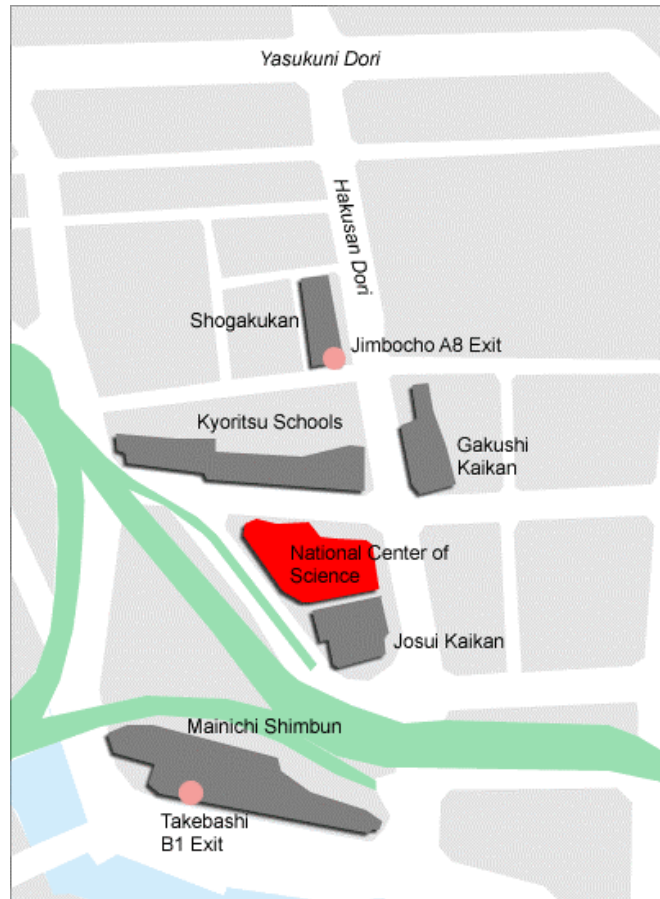 Yasukuni Dori
Hakusan Dori
Shogakukan
Jimbocho A8 Exit
Kyoritsu Schools
Gakushi
Kaikan
National Center of
Science
Josui Kaikan
Mainichi Shimbun
Takebashi
B1 Exit